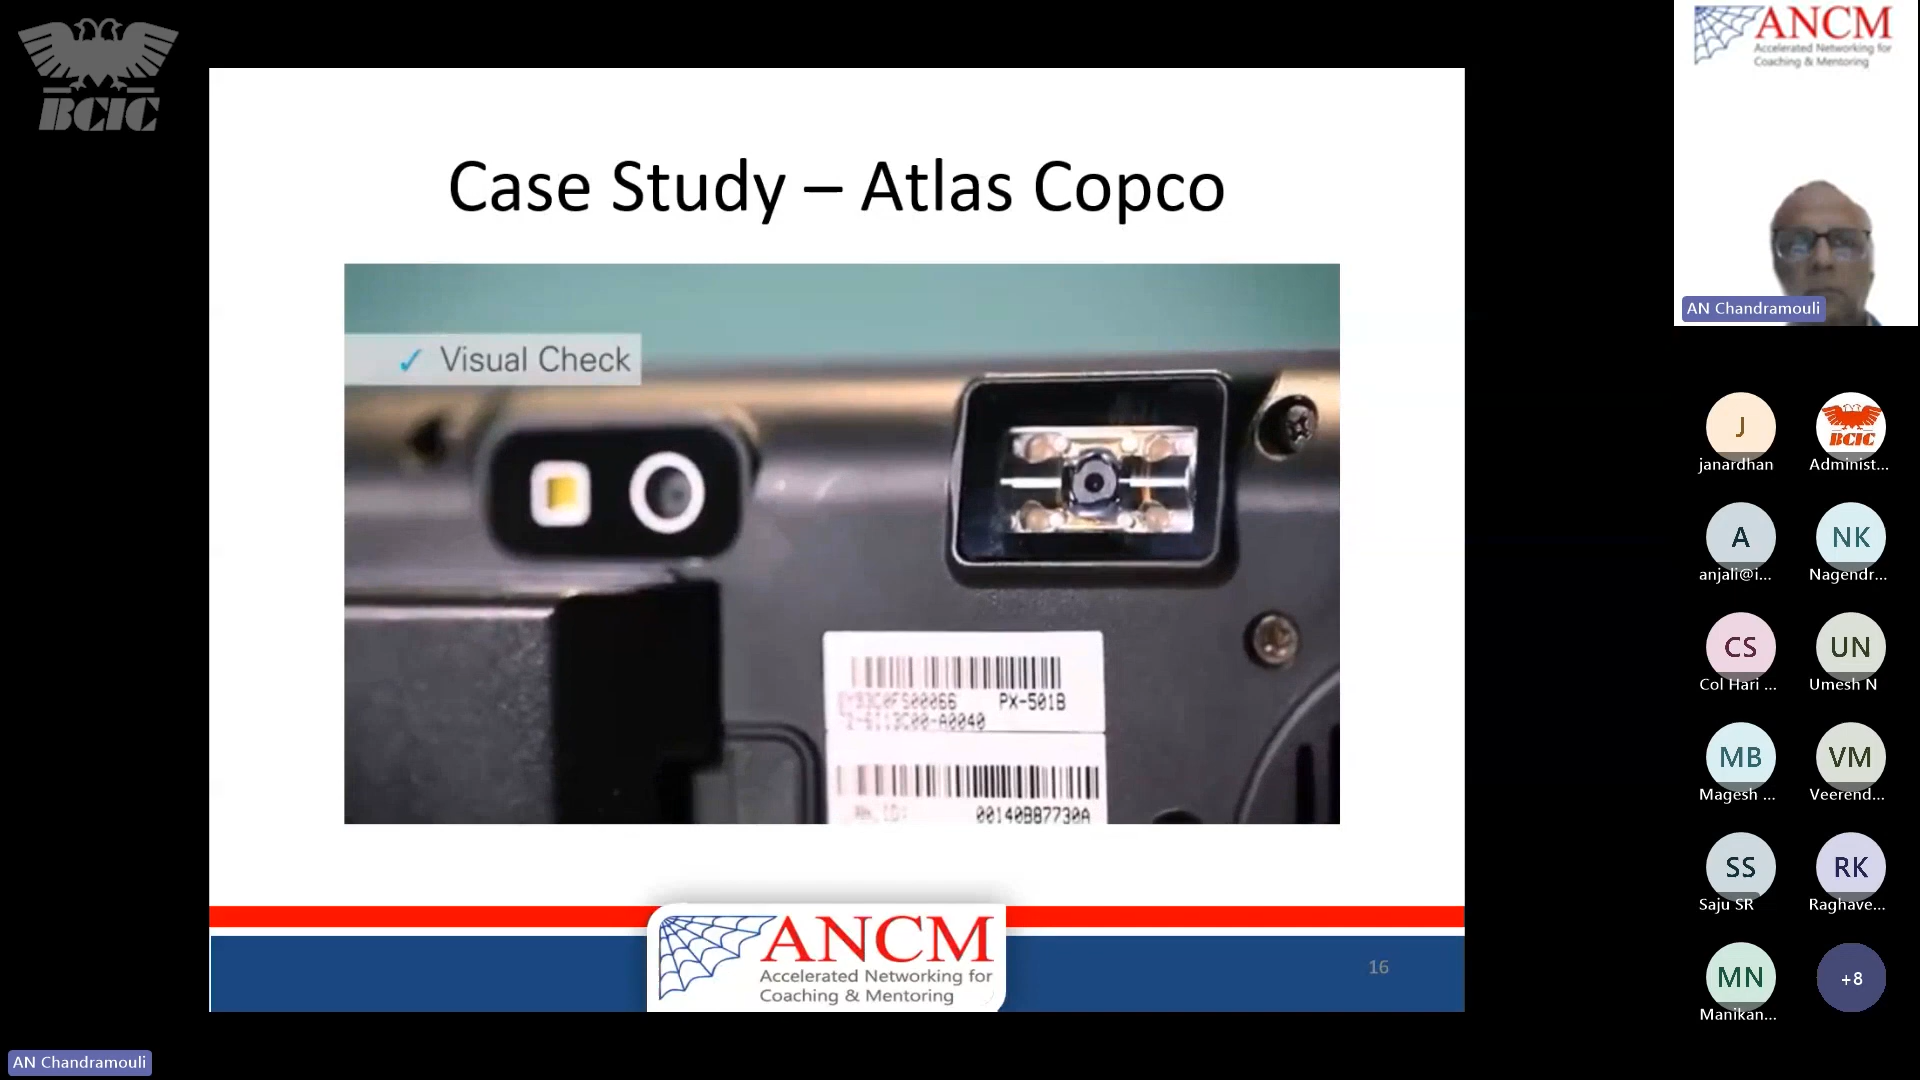 BCIC
Case Study – Atlas Copco
✓ Visual Check
PX-501B
00140BB7730A
ANCM
Accelerated Networking for
Coaching & Mentoring
16
AN Chandramouli
ANCM
Accelerated Networking for
Coaching & Mentoring
AN Chandramouli
J
janardhan
BCIC
Administ...
A
anjali@i...
NK
Nagendr...
CS
Col Hari ...
UN
Umesh N
MB
Magesh ...
VM
Veerend...
SS
Saju SR
RK
Raghave...
MN
Manikan...
+8